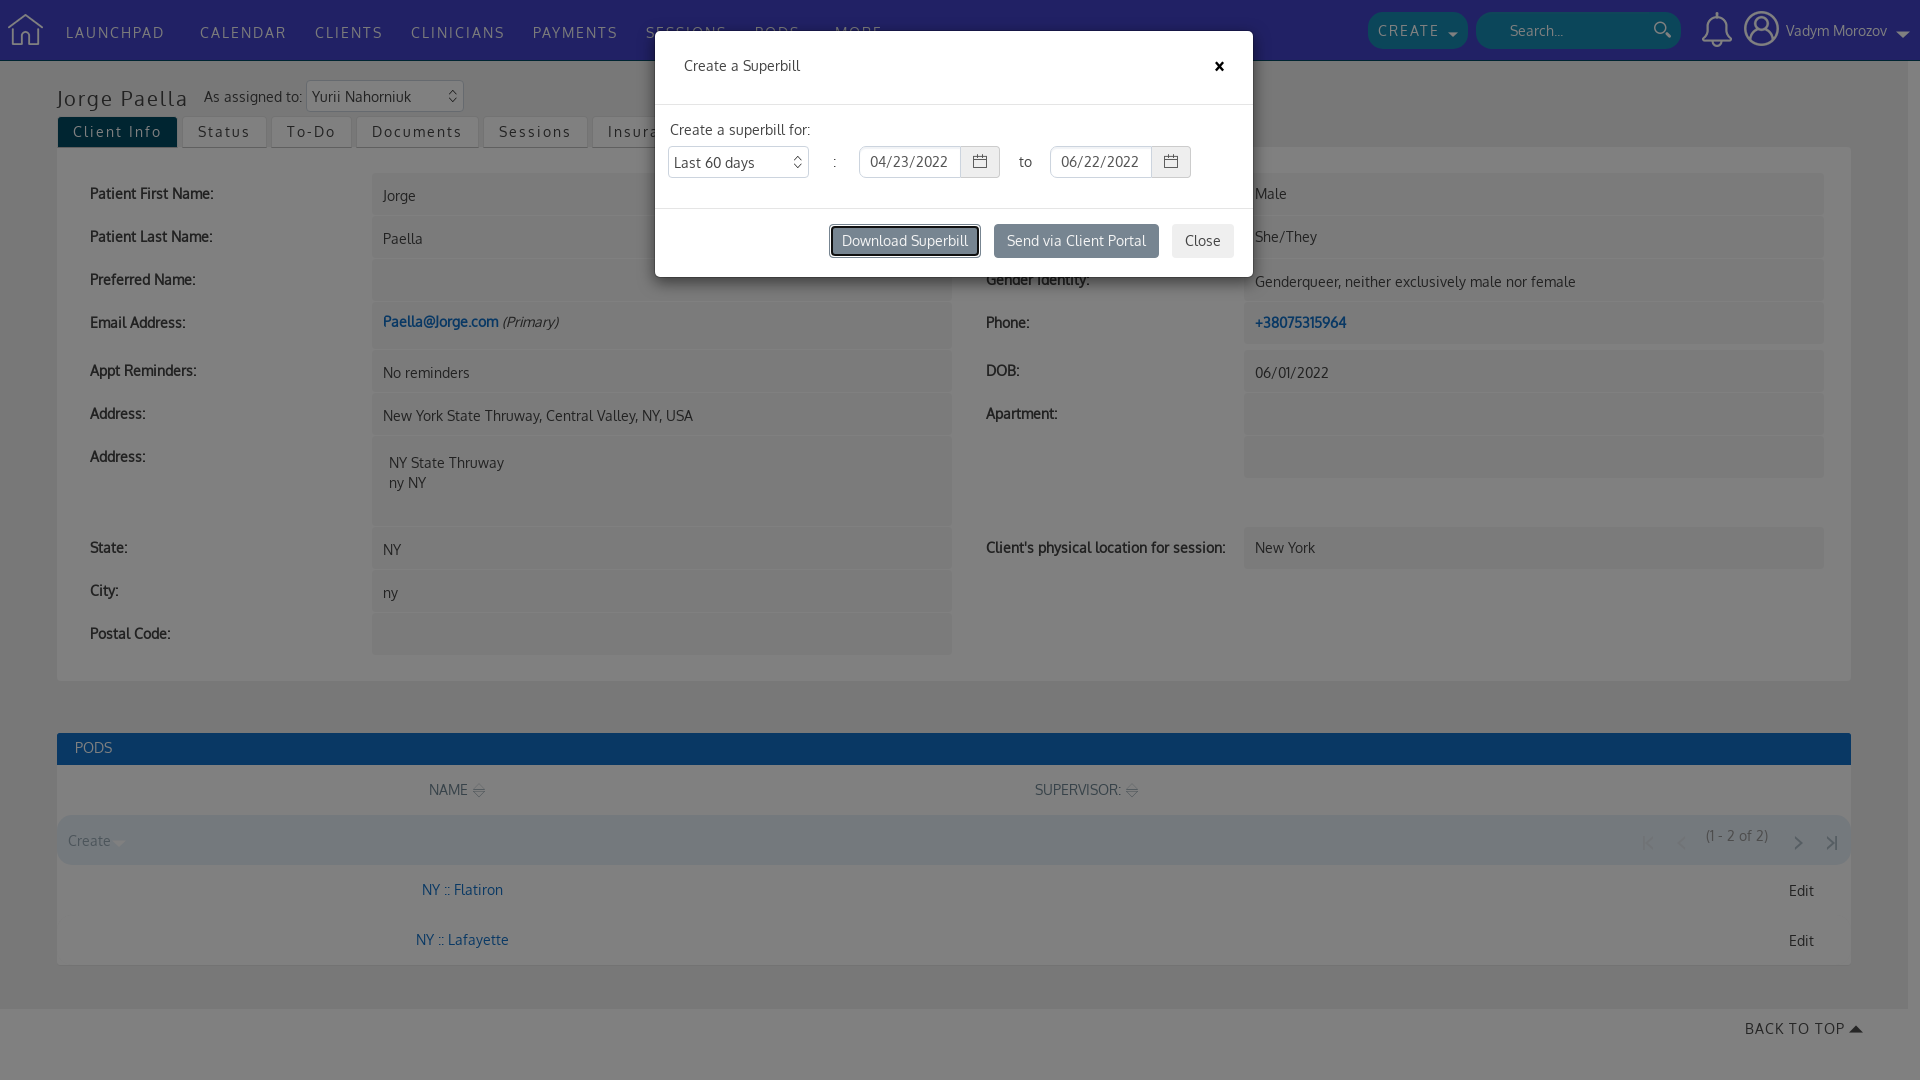 LAUNCHPAD CALENDAR CLIENTS CLINICIANS PAYMENTS SESSIONS PODS MORE CREATE Search... Vadym Morozov
Create a Superbill
×
Create a superbill for:
Last 60 days : 04/23/2022 to 06/22/2022
Download Superbill Send via Client Portal Close
Jorge Paella As assigned to: Yurii Nahorniuk
Client Info Status To-Do Documents Sessions
Patient First Name: Jorge Male
Patient Last Name: Paella She/They
Preferred Name: Gender Identity: Genderqueer, neither exclusively male nor female
Email Address: Paella@Jorge.com (Primary) Phone: +38075315964
Appt Reminders: No reminders DOB: 06/01/2022
Address: New York State Thruway, Central Valley, NY, USA Apartment:
Address: NY State Thruway
ny NY
State: NY Client's physical location for session: New York
City: ny
Postal Code:
PODS
NAME SUPERVISOR:
Create (1 - 2 of 2)
NY :: Flatiron Edit
NY :: Lafayette Edit
BACK TO TOP